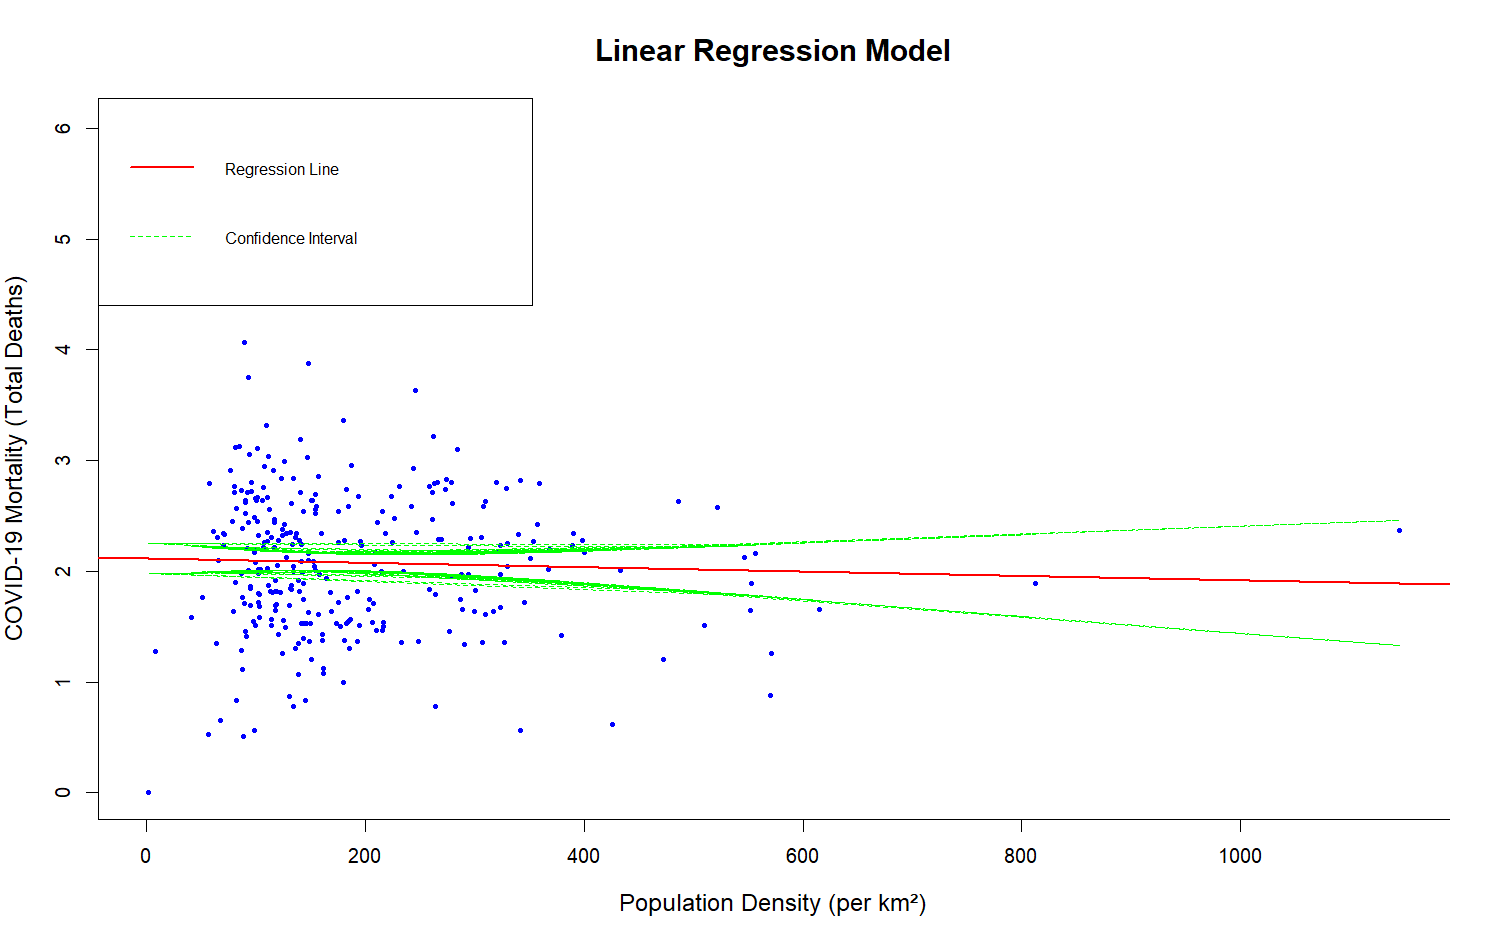 Linear Regression Model
Regression Line
Confidence Interval
COVID-19 Mortality (Total Deaths)
6
5
4
3
2
1
0
0 200 400 600 800 1000
Population Density (per km²)